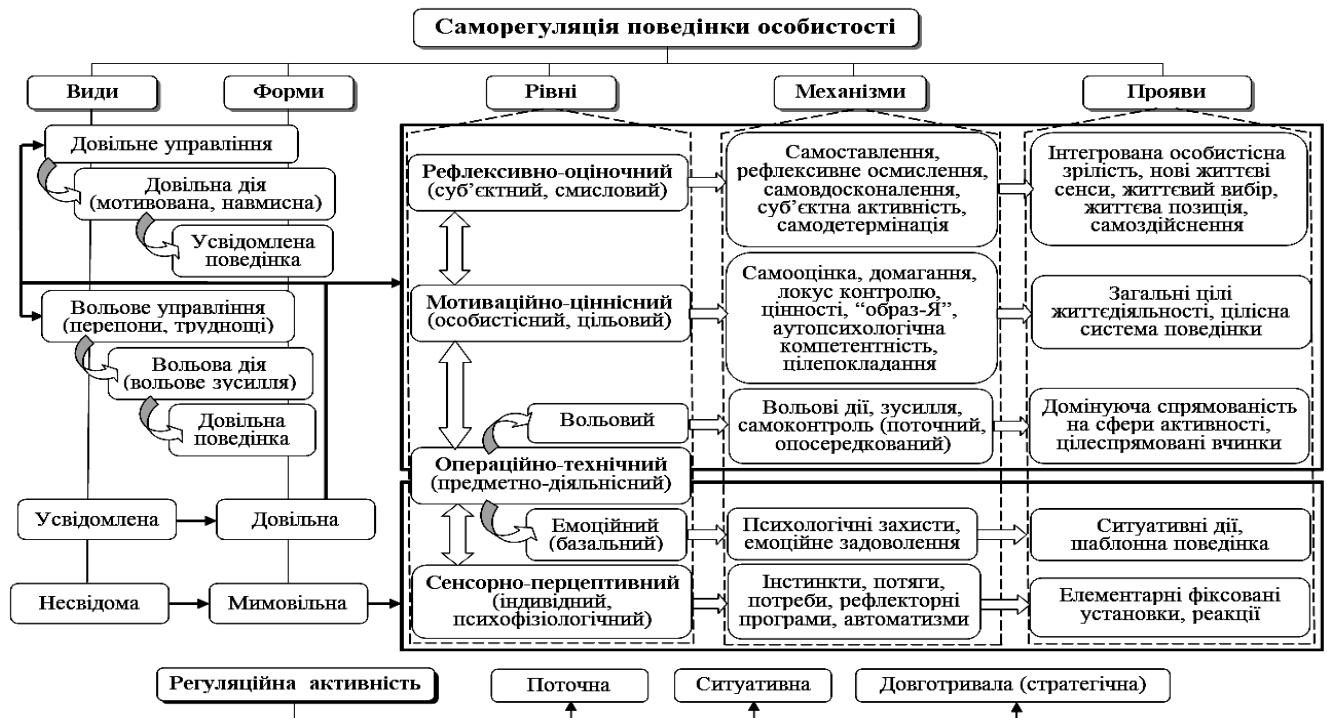 Саморегуляція поведінки особистості
Види
Форми
Рівні
Механізми
Прояви
Довільне управління
Довільна дія
(мотивована, навмисна)
Усвідомлена
поведінка
Вольове управління
(перепони, труднощі)
Вольова дія
(вольове зусилля)
Довільна
поведінка
Усвідомлена
Довільна
Несвідома
Мимовільна
Рефлексивно-оціночний
(суб’єктний, смисловий)
Самоставлення,
рефлексивне осмислення,
самовдосконалення,
суб’єктна активність,
самодетермінація
Інтегрована особистісна
зрілість, нові життєві
сенси, життєвий вибір,
життєва позиція,
самоздійснення
Мотиваційно-ціннісний
(особистісний, цільовий)
Самооцінка, домагання,
локус контролю,
цінності, “образ-Я”,
аутопсихологічна
компетентність,
цілепокладання
Загальні цілі
життєдіяльності, цілісна
система поведінки
Вольовий
Вольові дії, зусилля,
самоконтроль (поточний,
опосередкований)
Домінуюча спрямованість
на сфери активності,
цілеспрямовані вчинки
Операційно-технічний
(предметно-діяльнісний)
Емоційний
(базальний)
Психологічні захисти,
емоційне задоволення
Ситуативні дії,
шаблонна поведінка
Сенсорно-перцептивний
(індивідний,
психофізіологічний)
Інстинкти, потяги,
потреби, рефлекторні
програми, автоматизми
Елементарні фіксовані
установки, реакції
Регуляційна активність
Поточна
Ситуативна
Довготривала (стратегічна)